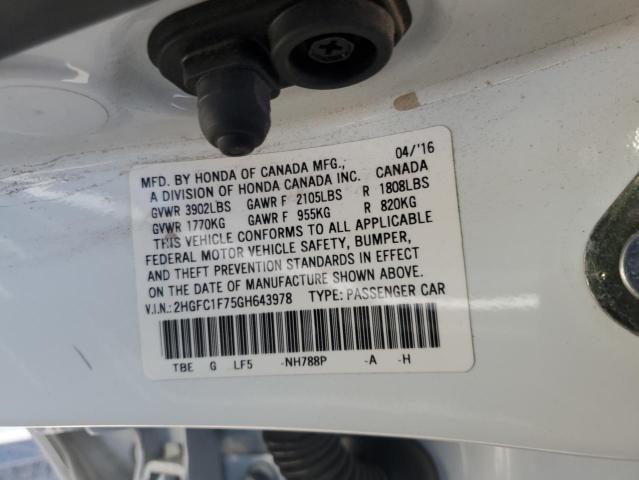 MFD. BY HONDA OF CANADA MFG., 04/'16
A DIVISION OF HONDA CANADA INC. CANADA
GVWR 3902LBS GAWR F 2105LBS R 1808LBS
GVWR 1770KG GAWR F 955KG R 820KG
THIS VEHICLE CONFORMS TO ALL APPLICABLE
FEDERAL MOTOR VEHICLE SAFETY, BUMPER,
AND THEFT PREVENTION STANDARDS IN EFFECT
ON THE DATE OF MANUFACTURE SHOWN ABOVE.
V.I.N.: 2HGFC1F75GH643978 TYPE: PASSENGER CAR
TBE G LF5 -NH788P -A -H